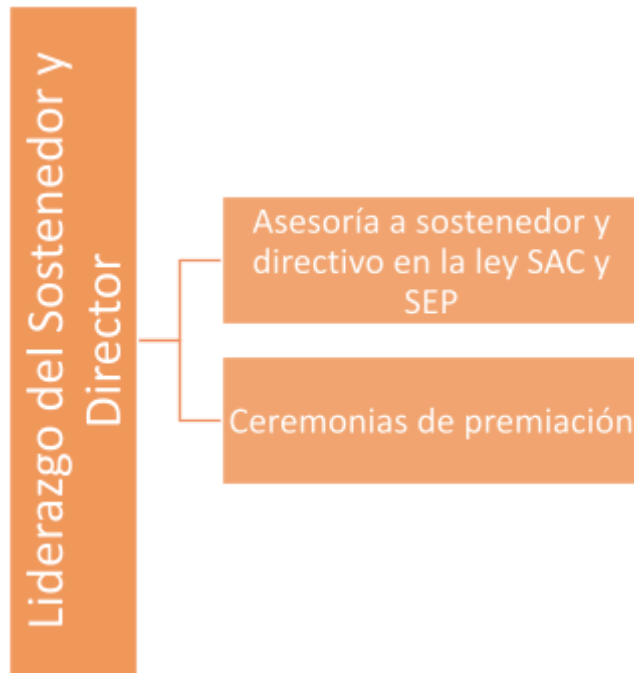 Liderazgo del Sostenedor y
Director
Asesoría a sostenedor y
directivo en la ley SAC y
SEP
Ceremonias de premiación